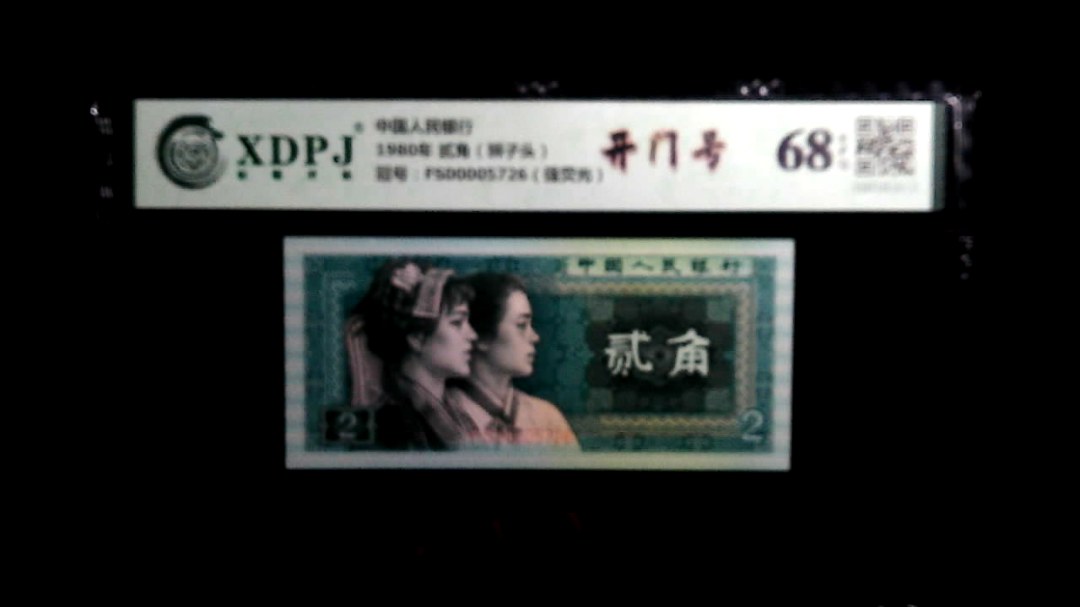 XDPJ
中国人民银行
1980年 贰角（狮子头）
冠号：FS00005726（强荧光）
开门号
68
中国人民银行
贰角
2
2